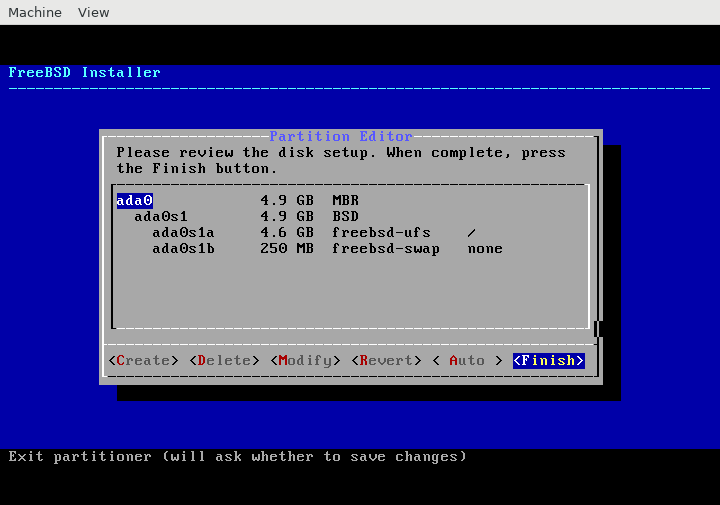 Machine View
FreeBSD Installer
Partition Editor
Please review the disk setup. When complete, press
the Finish button.
ada0 4.9 GB MBR
ada0s1 4.9 GB BSD
ada0s1a 4.6 GB freebsd-ufs /
ada0s1b 250 MB freebsd-swap none
<Create> <Delete> <Modify> <Revert> < Auto > <Finish>
Exit partitioner (will ask whether to save changes)